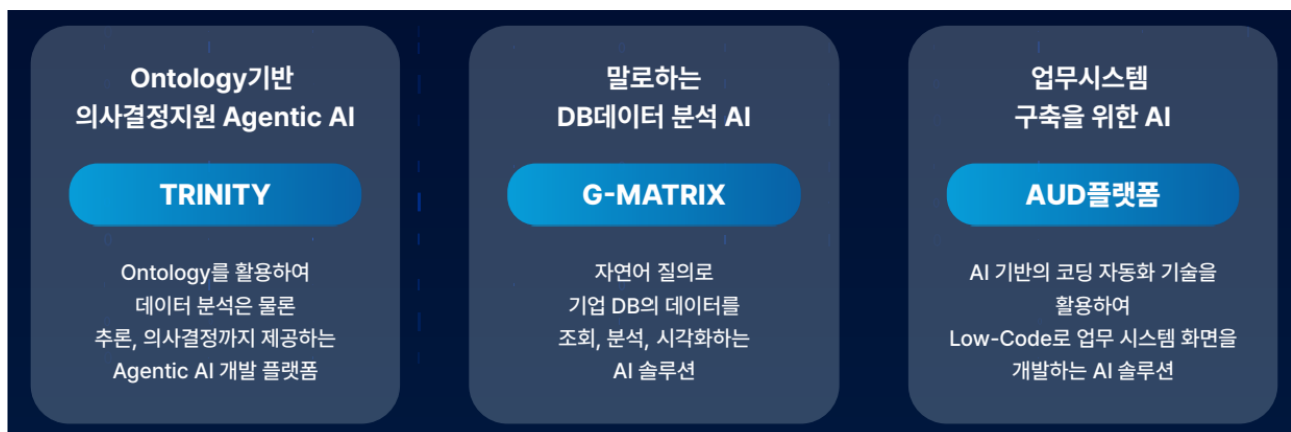 Ontology기반
의사결정지원 Agentic AI
TRINITY
Ontology를 활용하여
데이터 분석은 물론
추론, 의사결정까지 제공하는
Agentic AI 개발 플랫폼
말로하는
DB데이터 분석 AI
G-MATRIX
자연어 질의로
기업 DB의 데이터를
조회, 분석, 시각화하는
AI 솔루션
업무시스템
구축을 위한 AI
AUD플랫폼
AI 기반의 코딩 자동화 기술을
활용하여
Low-Code로 업무 시스템 화면을
개발하는 AI 솔루션